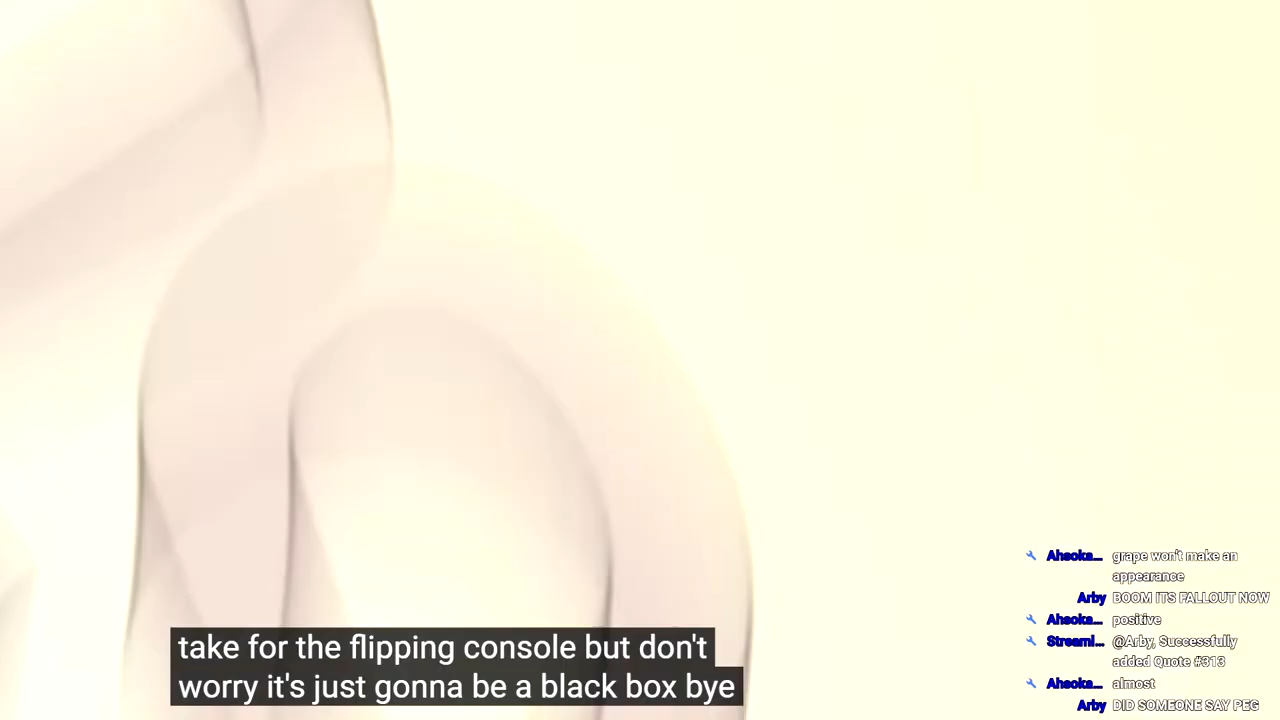 take for the flipping console but don't
worry it's just gonna be a black box bye
Ahsoka... grape won't make an
appearance
Arby BOOM ITS FALLOUT NOW
Ahsoka... positive
Streaml... @Arby, Successfully
added Quote #313
Ahsoka... almost
Arby DID SOMEONE SAY PEG